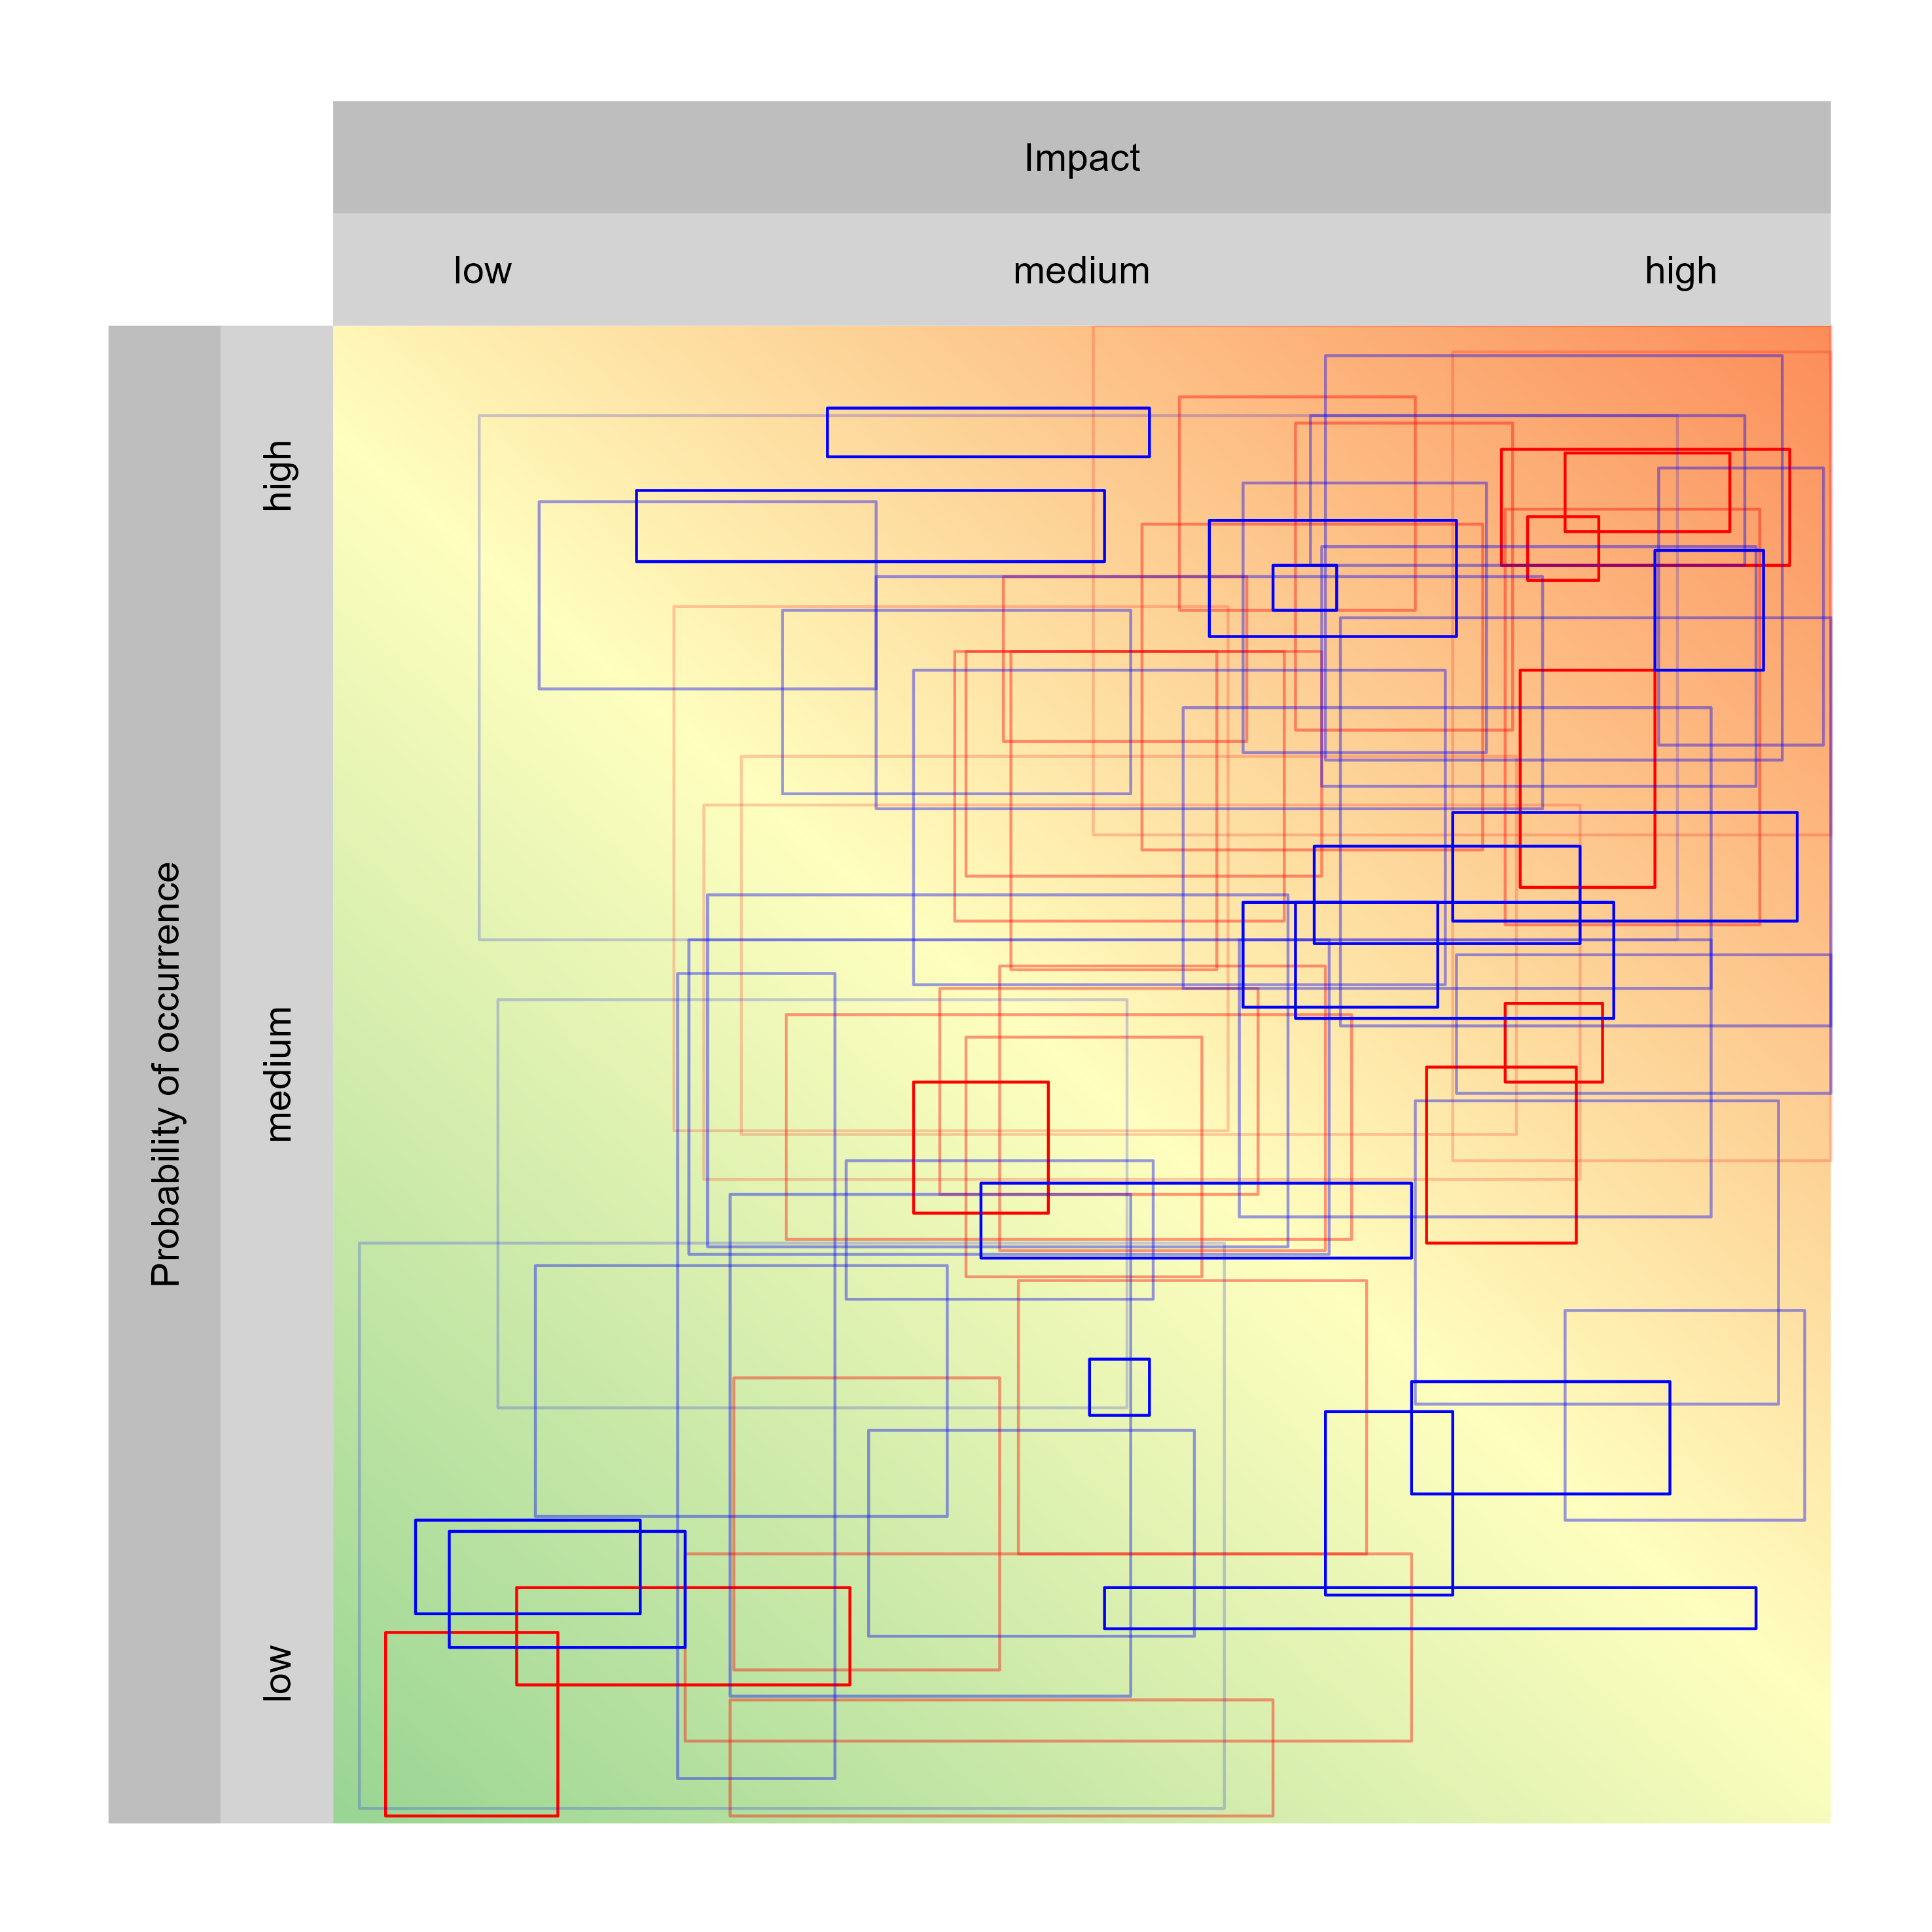 Impact
low
medium
high
Probability of occurrence
high
medium
low